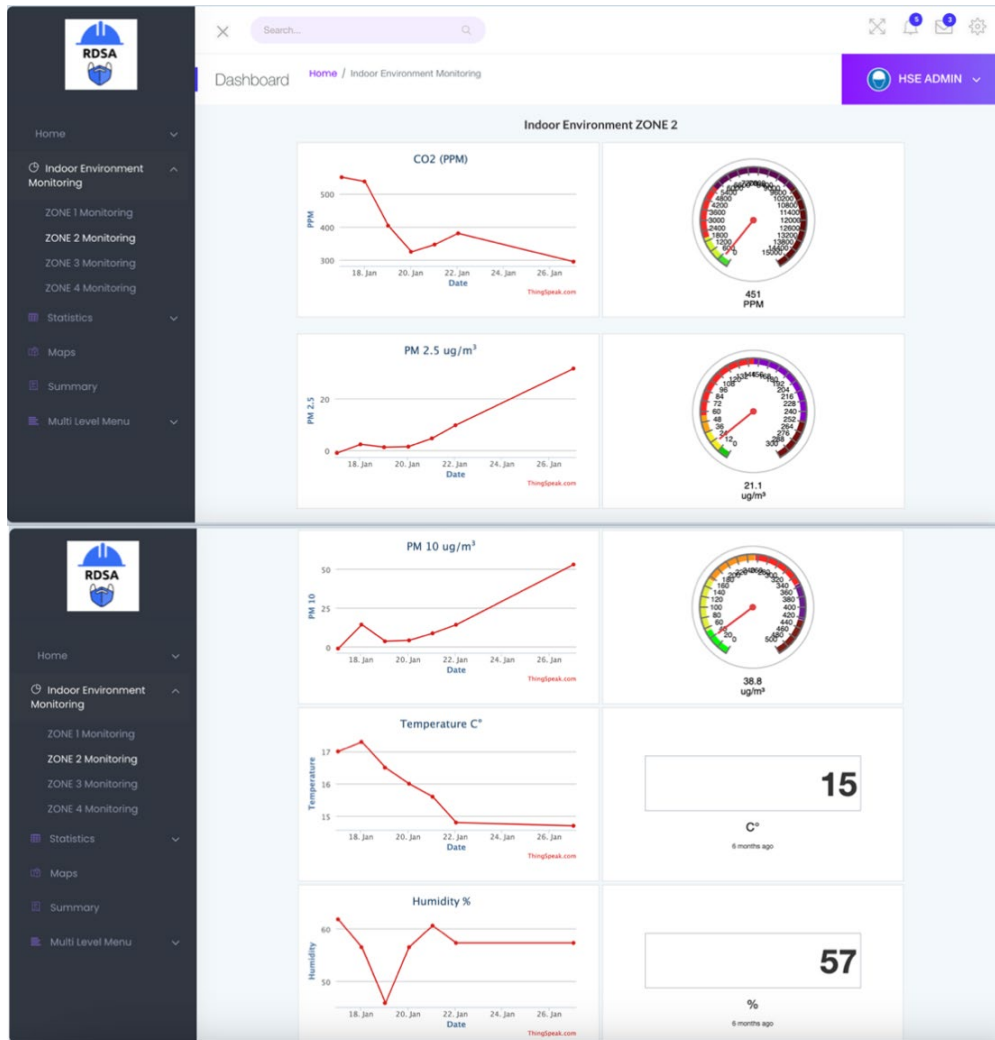 RDSA
Search...
5
3
Dashboard
Home / Indoor Environment Monitoring
HSE ADMIN
Home
Indoor Environment
Monitoring
ZONE 1 Monitoring
ZONE 2 Monitoring
ZONE 3 Monitoring
ZONE 4 Monitoring
Statistics
Maps
Summary
Multi Level Menu
Indoor Environment ZONE 2
CO2 (PPM)
PPM
500
400
300
18. Jan 20. Jan 22. Jan 24. Jan 26. Jan
Date
ThingSpeak.com
451
PPM
PM 2.5 ug/m³
PM 2.5
20
0
18. Jan 20. Jan 22. Jan 24. Jan 26. Jan
Date
ThingSpeak.com
21.1
ug/m³
RDSA
Home
Indoor Environment
Monitoring
ZONE 1 Monitoring
ZONE 2 Monitoring
ZONE 3 Monitoring
ZONE 4 Monitoring
Statistics
Maps
Summary
Multi Level Menu
PM 10 ug/m³
PM 10
50
25
0
18. Jan 20. Jan 22. Jan 24. Jan 26. Jan
Date
ThingSpeak.com
38.8
ug/m³
Temperature C°
Temperature
17
16
15
18. Jan 20. Jan 22. Jan 24. Jan 26. Jan
Date
ThingSpeak.com
15
C°
6 months ago
Humidity %
Humidity
60
50
18. Jan 20. Jan 22. Jan 24. Jan 26. Jan
Date
ThingSpeak.com
57
%
6 months ago